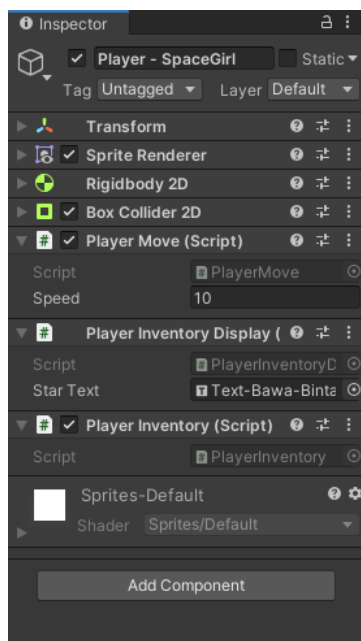 Inspector
Player - SpaceGirl Static
Tag Untagged Layer Default
Transform
Sprite Renderer
Rigidbody 2D
Box Collider 2D
# Player Move (Script)
Script PlayerMove
Speed 10
# Player Inventory Display (
Script PlayerInventoryD
Star Text Text-Bawa-Binta
# Player Inventory (Script)
Script PlayerInventory
Sprites-Default
Shader Sprites/Default
Add Component